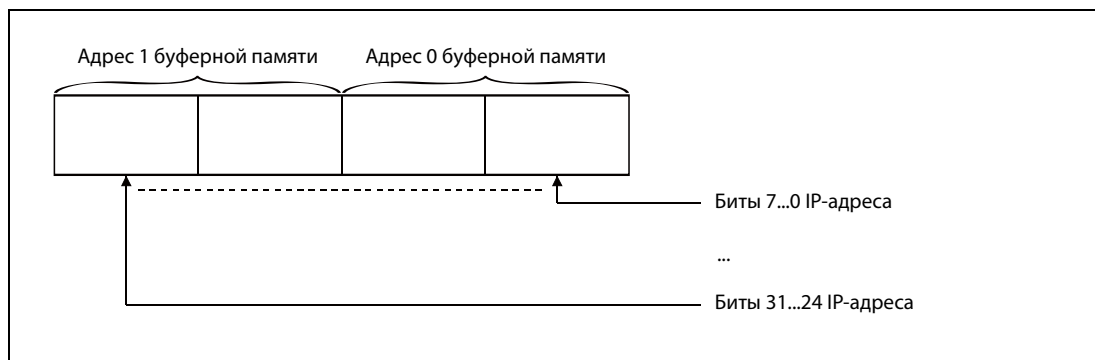 Адрес 1 буферной памяти
Адрес 0 буферной памяти
Биты 7...0 IP-адреса
...
Биты 31...24 IP-адреса